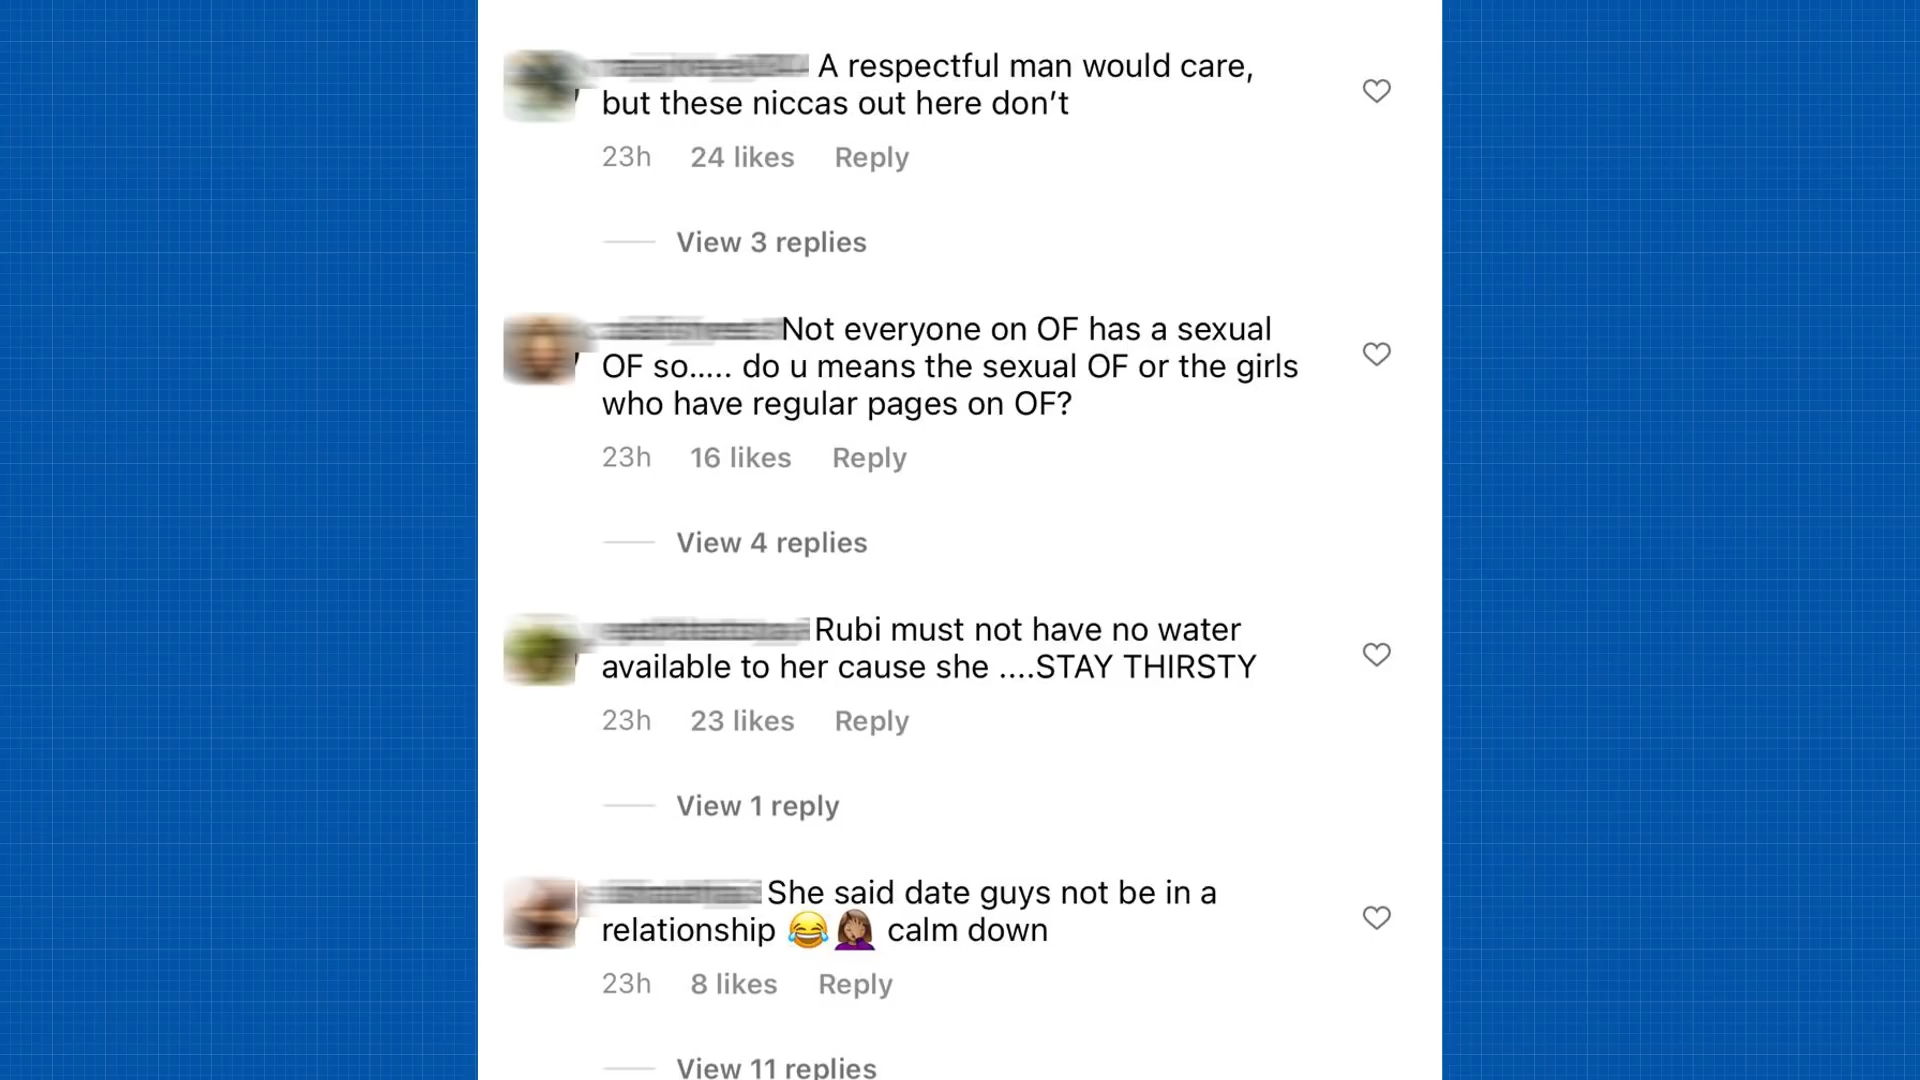 A respectful man would care,
but these niccas out here don’t
23h 24 likes Reply
View 3 replies
Not everyone on OF has a sexual
OF so..... do u means the sexual OF or the girls
who have regular pages on OF?
23h 16 likes Reply
View 4 replies
Rubi must not have no water
available to her cause she ....STAY THIRSTY
23h 23 likes Reply
View 1 reply
She said date guys not be in a
relationship 😂🤦🏾‍♀️ calm down
23h 8 likes Reply
View 11 replies